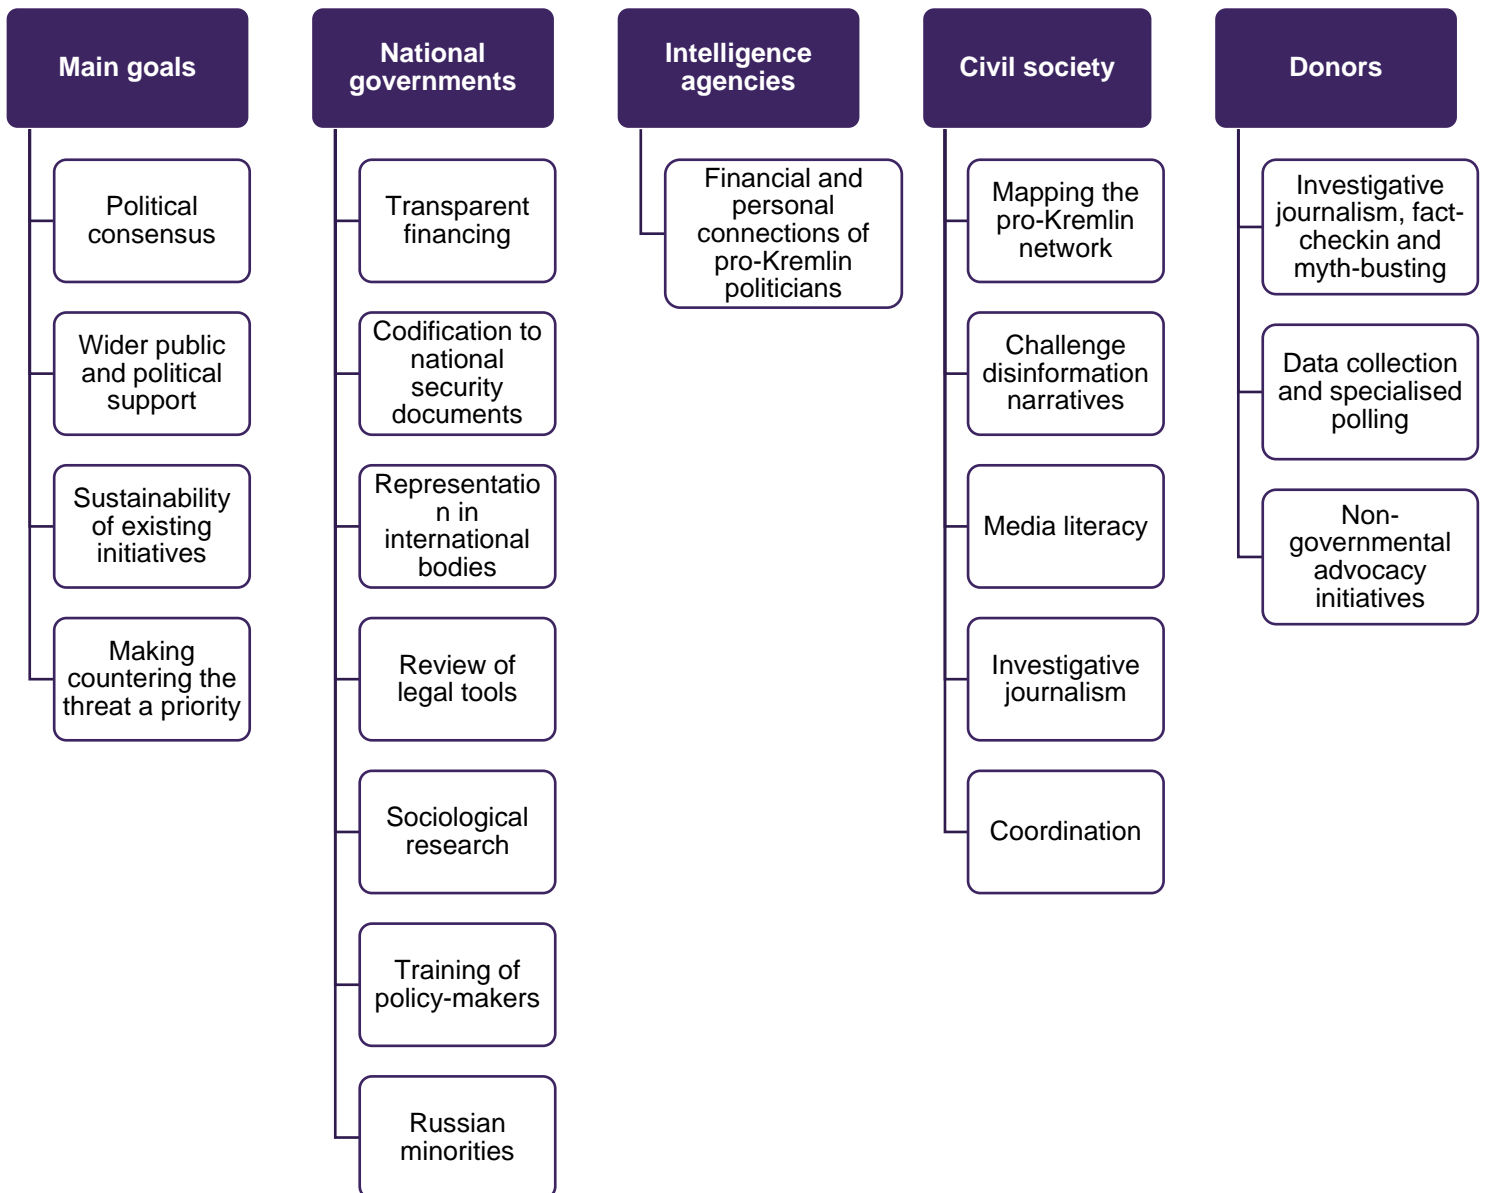 Main goals
Political
consensus
Wider public
and political
support
Sustainability
of existing
initiatives
Making
countering the
threat a priority
National
governments
Transparent
financing
Codification to
national
security
documents
Representatio
n in
international
bodies
Review of
legal tools
Sociological
research
Training of
policy-makers
Russian
minorities
Intelligence
agencies
Financial and
personal
connections of
pro-Kremlin
politicians
Civil society
Mapping the
pro-Kremlin
network
Challenge
disinformation
narratives
Media literacy
Investigative
journalism
Coordination
Donors
Investigative
journalism, fact-
checkin and
myth-busting
Data collection
and specialised
polling
Non-
governmental
advocacy
initiatives